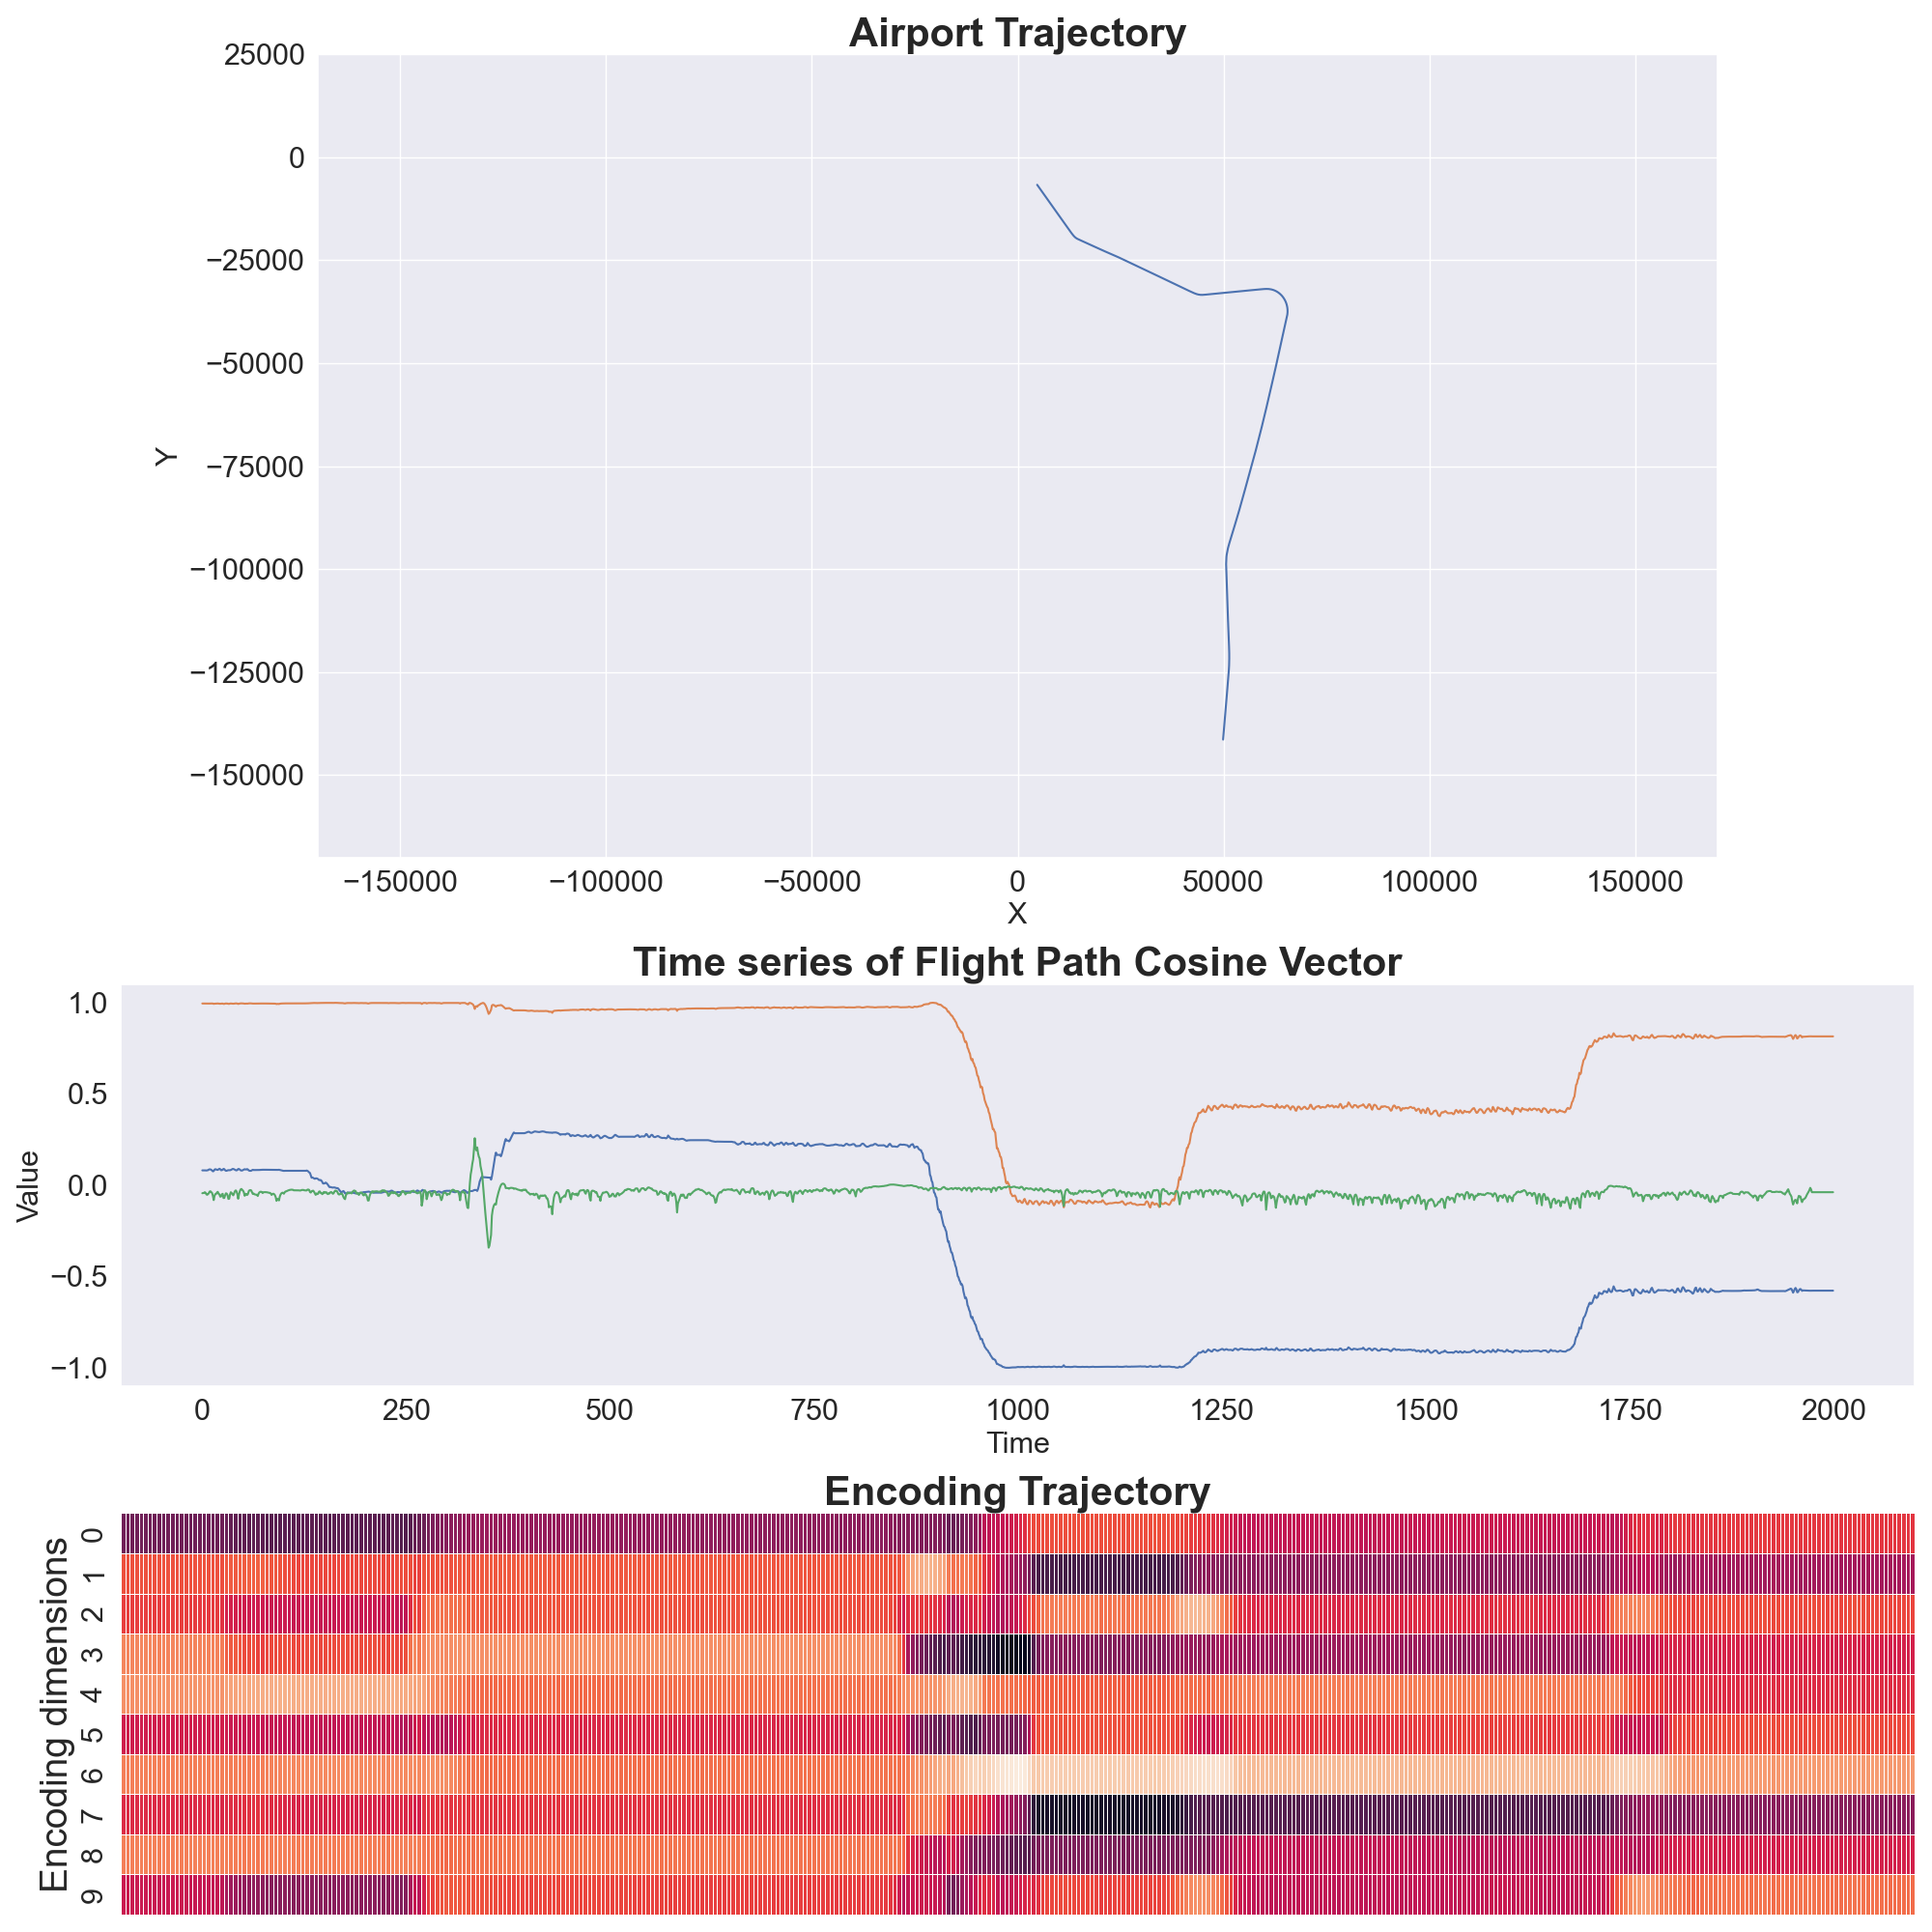 Airport Trajectory
25000
0
−25000
−50000
−75000
−100000
−125000
−150000
Y
−150000 −100000 −50000 0 50000 100000 150000
X
Time series of Flight Path Cosine Vector
1.0
0.5
0.0
−0.5
−1.0
Value
0 250 500 750 1000 1250 1500 1750 2000
Time
Encoding Trajectory
Encoding dimensions
0
1
2
3
4
5
6
7
8
9